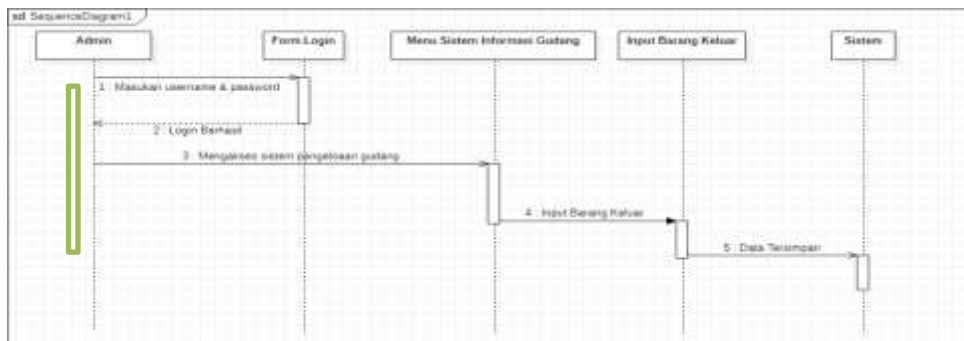 sd SequenceDiagram1
Admin
Form Login
Menu Sistem Informasi Gudang
Input Barang Keluar
Sistem
1 : Masukan username & password
2 : Login Berhasil
3 : Mengakses sistem pengelolaan gudang
4 : Input Barang Keluar
5 : Data Tersimpan